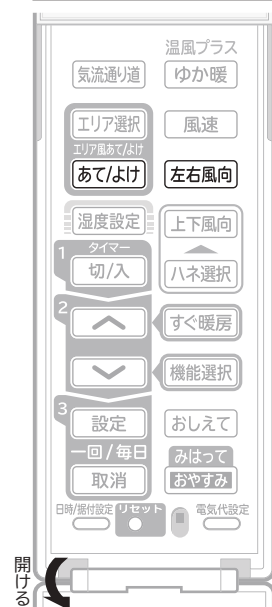 温風プラス
気流通り道 ゆか暖
エリア選択 風速
エリア風あて/よけ
あて/よけ 左右風向
湿度設定 上下風向
1 タイマー
切/入 ハネ選択
2
すぐ暖房
機能選択
3
設定 おしえて
一回/毎日 みはって
取消 おやすみ
日時/据付設定 リセット 電気代設定
開ける